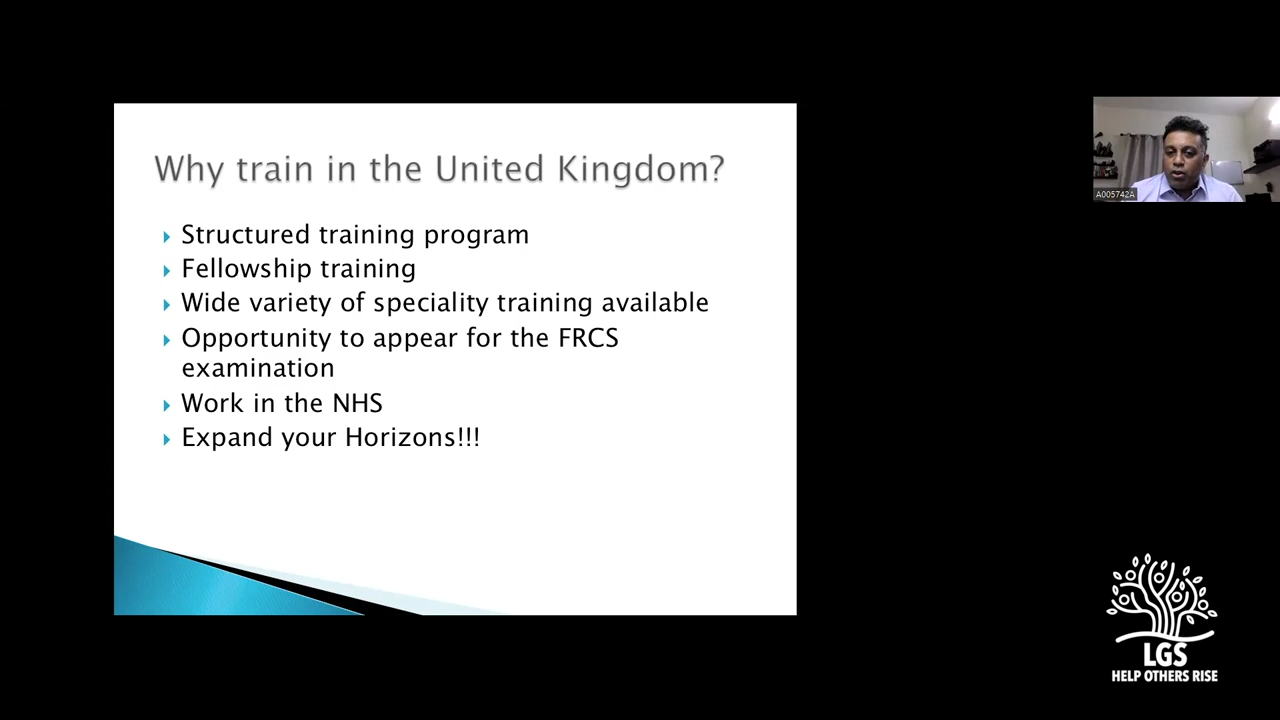 Why train in the United Kingdom?
Structured training program
Fellowship training
Wide variety of speciality training available
Opportunity to appear for the FRCS
examination
Work in the NHS
Expand your Horizons!!!
A005742A
LGS
HELP OTHERS RISE